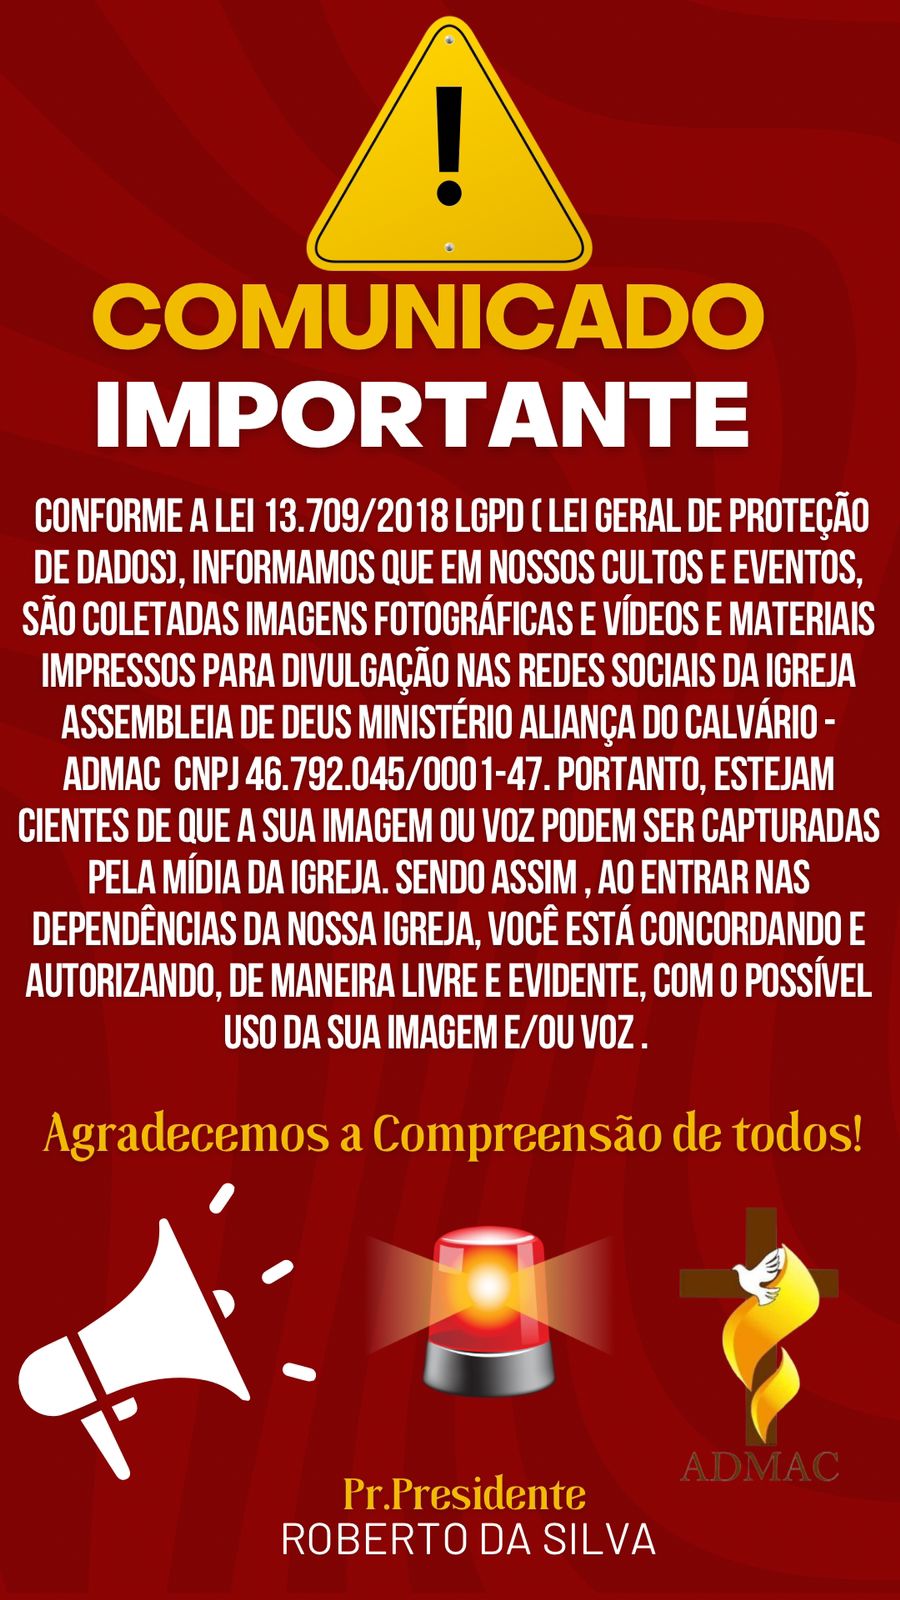 COMUNICADO
IMPORTANTE
CONFORME A LEI 13.709/2018 LGPD ( LEI GERAL DE PROTEÇÃO
DE DADOS), INFORMAMOS QUE EM NOSSOS CULTOS E EVENTOS,
SÃO COLETADAS IMAGENS FOTOGRÁFICAS E VÍDEOS E MATERIAIS
IMPRESSOS PARA DIVULGAÇÃO NAS REDES SOCIAIS DA IGREJA
ASSEMBLEIA DE DEUS MINISTÉRIO ALIANÇA DO CALVÁRIO -
ADMAC CNPJ 46.792.045/0001-47. PORTANTO, ESTEJAM
CIENTES DE QUE A SUA IMAGEM OU VOZ PODEM SER CAPTURADAS
PELA MÍDIA DA IGREJA. SENDO ASSIM , AO ENTRAR NAS
DEPENDÊNCIAS DA NOSSA IGREJA, VOCÊ ESTÁ CONCORDANDO E
AUTORIZANDO, DE MANEIRA LIVRE E EVIDENTE, COM O POSSÍVEL
USO DA SUA IMAGEM E/OU VOZ .
Agradecemos a Compreensão de todos!
ADMAC
Pr.Presidente
ROBERTO DA SILVA